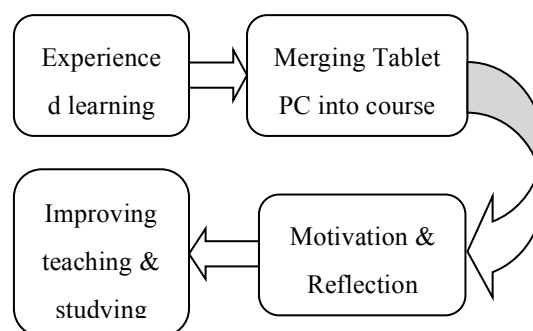 Experience
d learning
Merging Tablet
PC into course
Improving
teaching &
studying
Motivation &
Reflection